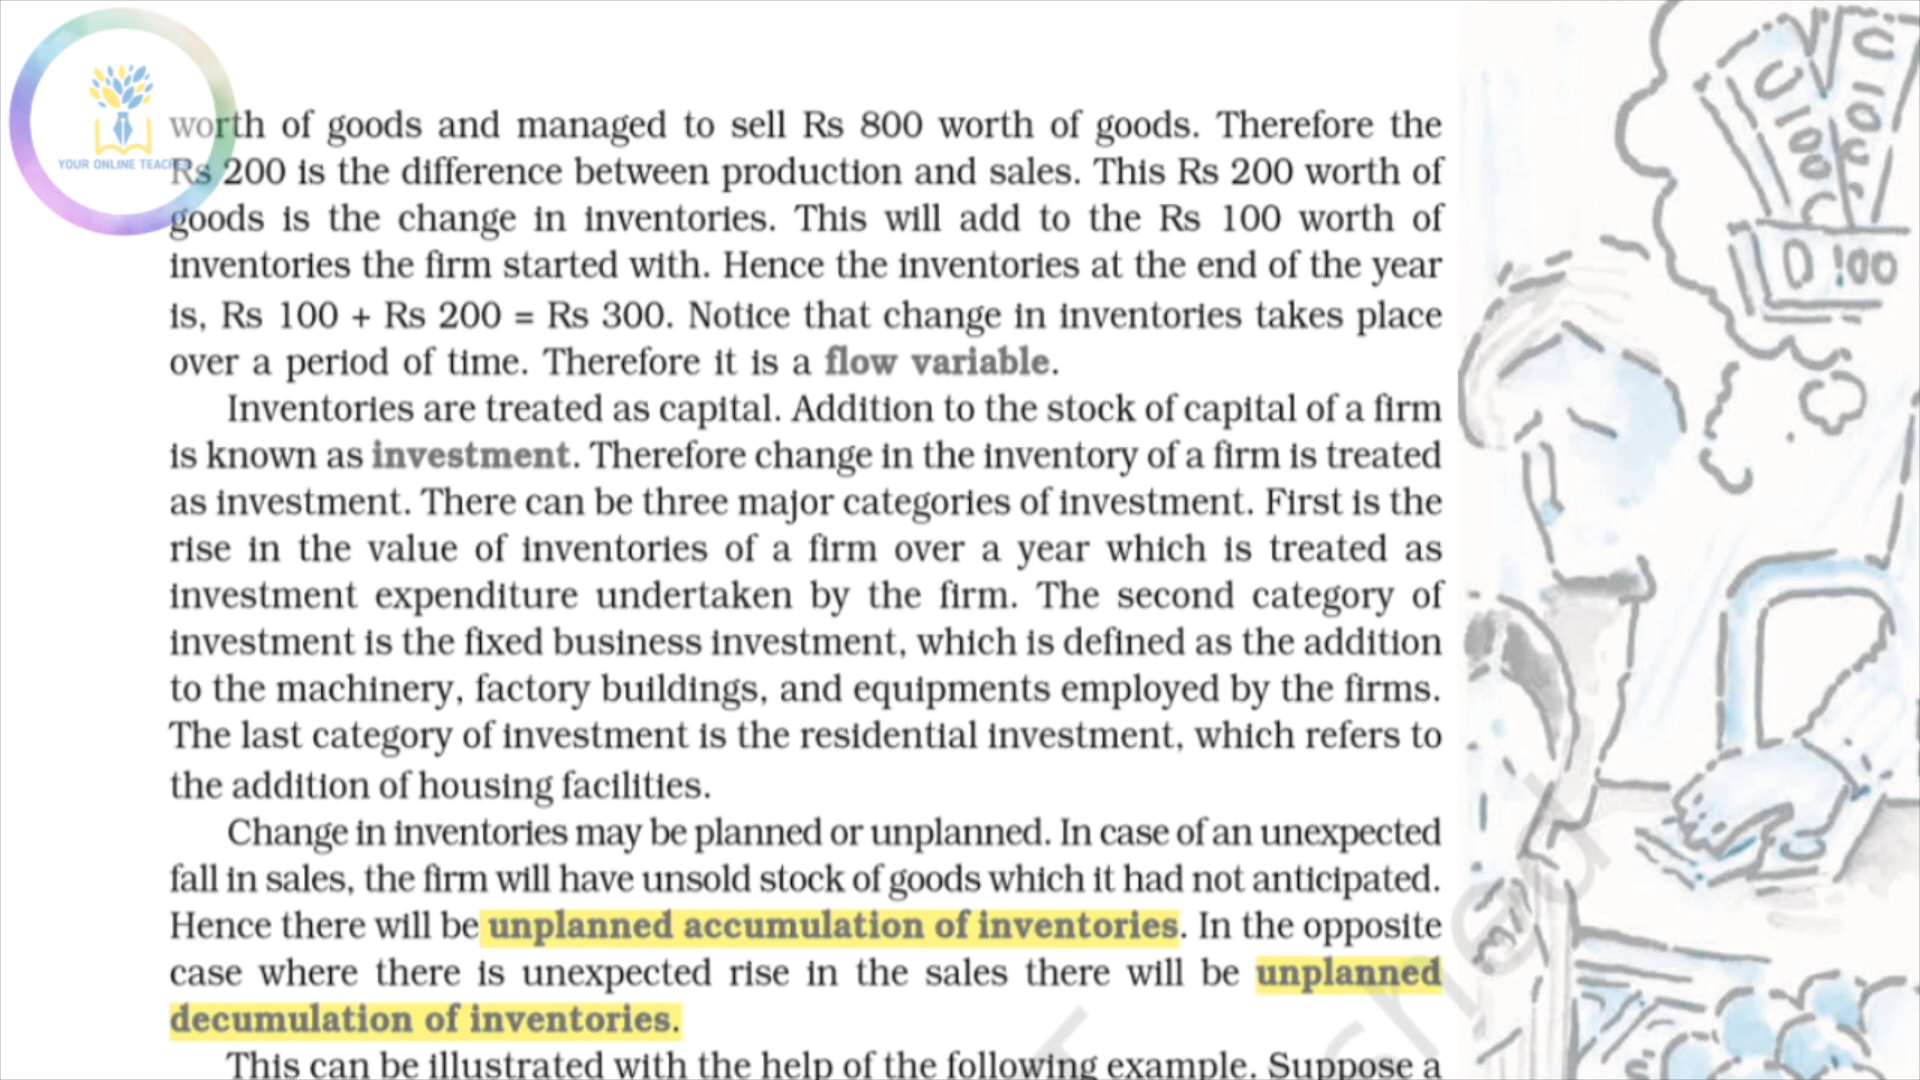 YOUR ONLINE TEACHER
worth of goods and managed to sell Rs 800 worth of goods. Therefore the
Rs 200 is the difference between production and sales. This Rs 200 worth of
goods is the change in inventories. This will add to the Rs 100 worth of
inventories the firm started with. Hence the inventories at the end of the year
is, Rs 100 + Rs 200 = Rs 300. Notice that change in inventories takes place
over a period of time. Therefore it is a flow variable.
Inventories are treated as capital. Addition to the stock of capital of a firm
is known as investment. Therefore change in the inventory of a firm is treated
as investment. There can be three major categories of investment. First is the
rise in the value of inventories of a firm over a year which is treated as
investment expenditure undertaken by the firm. The second category of
investment is the fixed business investment, which is defined as the addition
to the machinery, factory buildings, and equipments employed by the firms.
The last category of investment is the residential investment, which refers to
the addition of housing facilities.
Change in inventories may be planned or unplanned. In case of an unexpected
fall in sales, the firm will have unsold stock of goods which it had not anticipated.
Hence there will be unplanned accumulation of inventories. In the opposite
case where there is unexpected rise in the sales there will be unplanned
decumulation of inventories.
This can be illustrated with the help of the following example. Suppose a
100